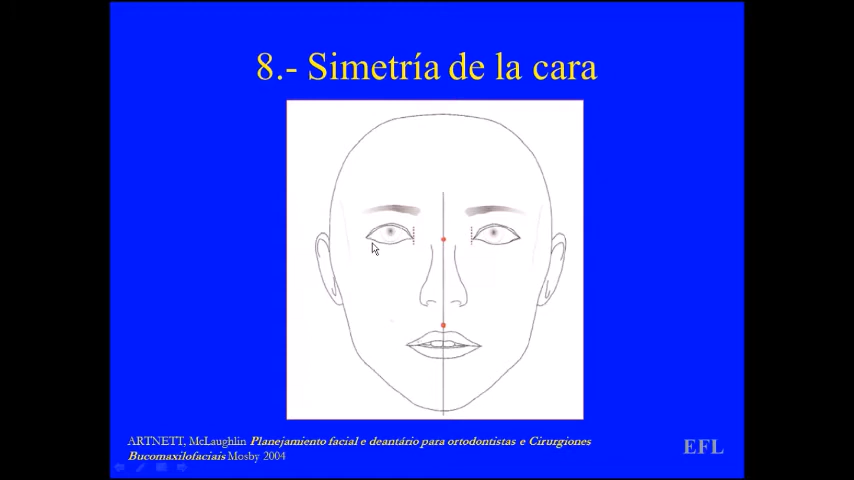 8.- Simetría de la cara
ARTNETT, McLaughlin Planejamiento facial e deantário para ortodontistas e Cirurgiones
Bucomaxilofaciais Mosby 2004
EFL